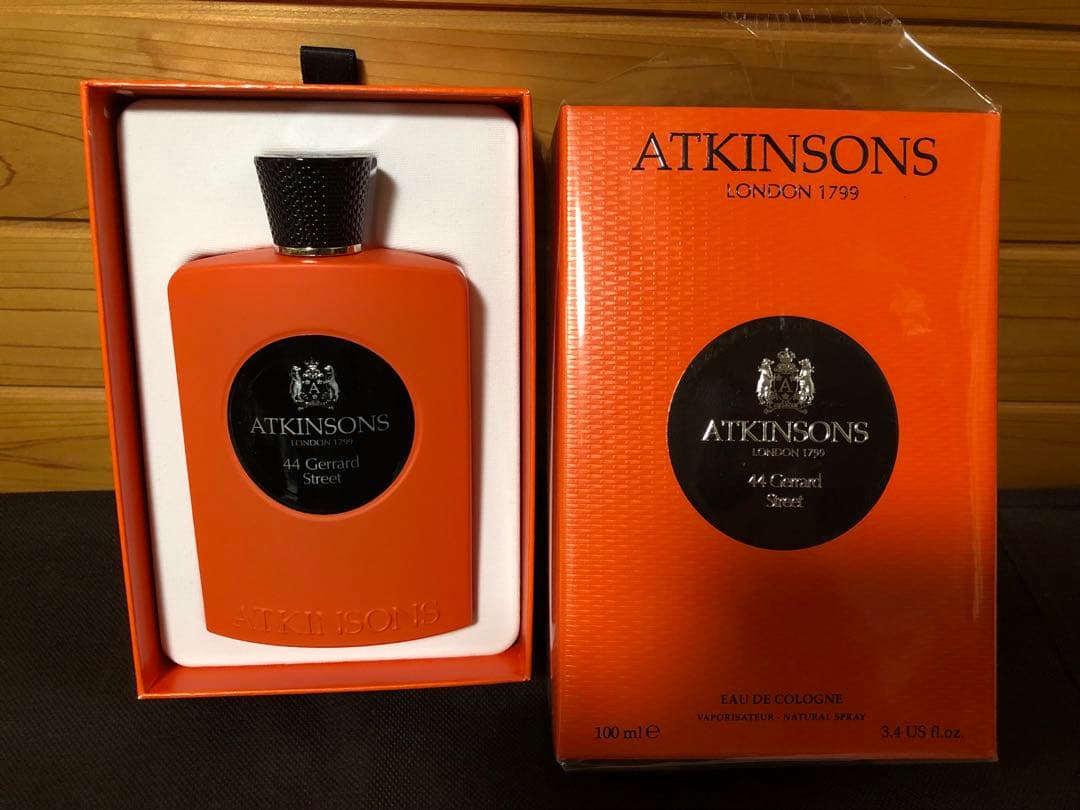 ATKINSONS
LONDON 1799
44 Gerrard
Street
ATKINSONS
ATKINSONS
LONDON 1799
A
ATKINSONS
LONDON 1799
44 Gerrard
Street
EAU DE COLOGNE
VAPORISATEUR - NATURAL SPRAY
100 ml e
3.4 US fl.oz.